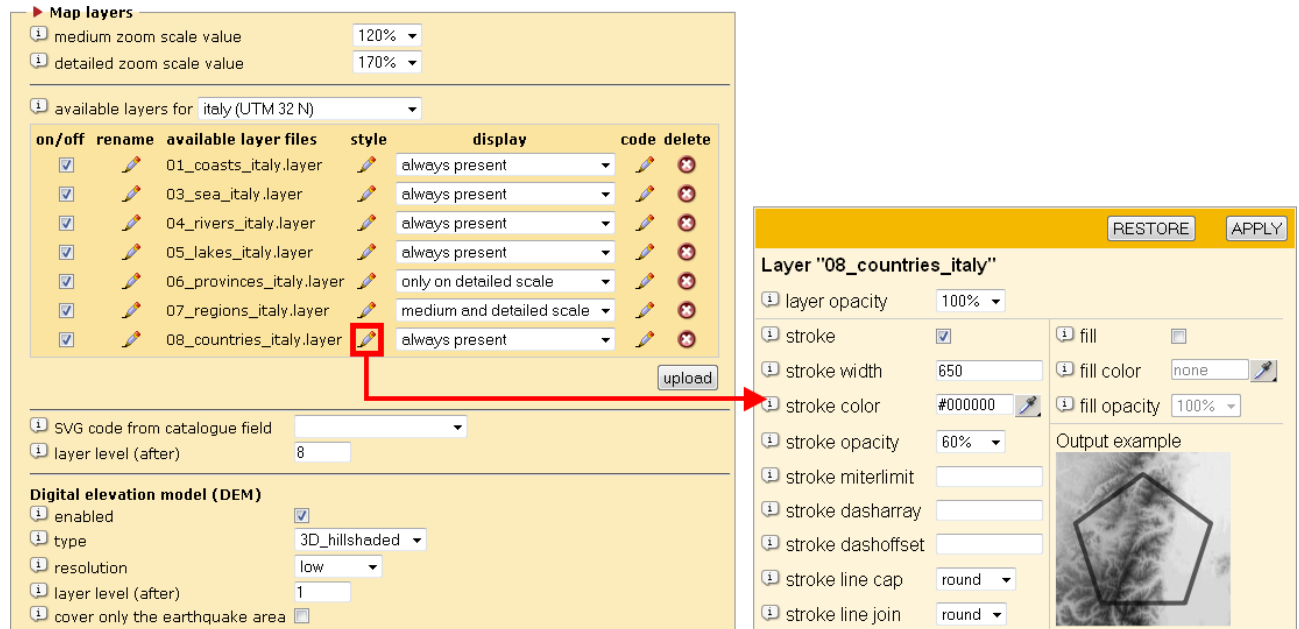 Map layers
medium zoom scale value 120%
detailed zoom scale value 170%
available layers for italy (UTM 32 N)
on/off rename available layer files style display code delete
01_coasts_italy.layer always present
03_sea_italy.layer always present
04_rivers_italy.layer always present
05_lakes_italy.layer always present
06_provinces_italy.layer only on detailed scale
07_regions_italy.layer medium and detailed scale
08_countries_italy.layer always present
upload
SVG code from catalogue field
layer level (after) 8
Digital elevation model (DEM)
enabled
type 3D_hillshaded
resolution low
layer level (after) 1
cover only the earthquake area
RESTORE APPLY
Layer "08_countries_italy"
layer opacity 100%
stroke
stroke width 650
stroke color #000000
stroke opacity 60%
stroke miterlimit
stroke dasharray
stroke dashoffset
stroke line cap round
stroke line join round
fill
fill color none
fill opacity 100%
Output example